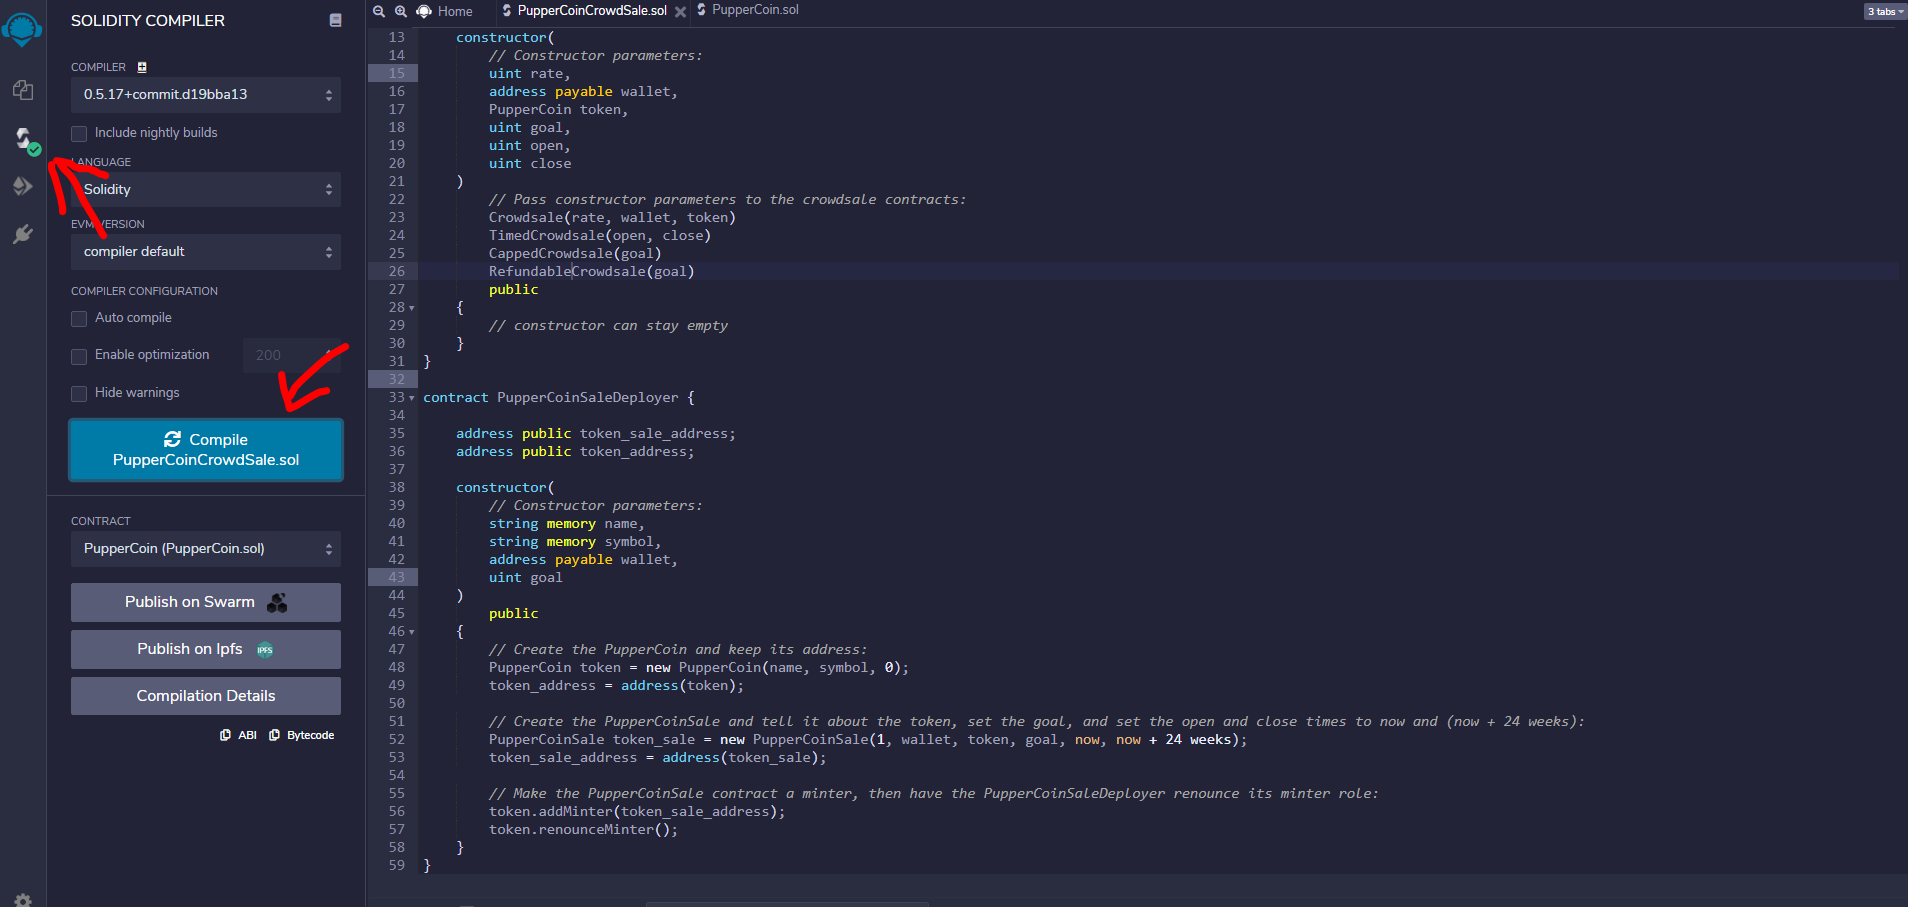 SOLIDITY COMPILER
COMPILER
0.5.17+commit.d19bba13
Include nightly builds
LANGUAGE
Solidity
EVM VERSION
compiler default
COMPILER CONFIGURATION
Auto compile
Enable optimization
200
Hide warnings
Compile
PupperCoinCrowdSale.sol
CONTRACT
PupperCoin (PupperCoin.sol)
Publish on Swarm
Publish on Ipfs
IPFS
Compilation Details
ABI
Bytecode
Home
PupperCoinCrowdSale.sol
PupperCoin.sol
3 tabs
13 constructor(
14 // Constructor parameters:
15 uint rate,
16 address payable wallet,
17 PupperCoin token,
18 uint goal,
19 uint open,
20 uint close
21 )
22 // Pass constructor parameters to the crowdsale contracts:
23 Crowdsale(rate, wallet, token)
24 TimedCrowdsale(open, close)
25 CappedCrowdsale(goal)
26 RefundableCrowdsale(goal)
27 public
28 {
29 // constructor can stay empty
30 }
31 }
32
33 contract PupperCoinSaleDeployer {
34
35 address public token_sale_address;
36 address public token_address;
37
38 constructor(
39 // Constructor parameters:
40 string memory name,
41 string memory symbol,
42 address payable wallet,
43 uint goal
44 )
45 public
46 {
47 // Create the PupperCoin and keep its address:
48 PupperCoin token = new PupperCoin(name, symbol, 0);
49 token_address = address(token);
50
51 // Create the PupperCoinSale and tell it about the token, set the goal, and set the open and close times to now and (now + 24 weeks):
52 PupperCoinSale token_sale = new PupperCoinSale(1, wallet, token, goal, now, now + 24 weeks);
53 token_sale_address = address(token_sale);
54
55 // Make the PupperCoinSale contract a minter, then have the PupperCoinSaleDeployer renounce its minter role:
56 token.addMinter(token_sale_address);
57 token.renounceMinter();
58 }
59 }